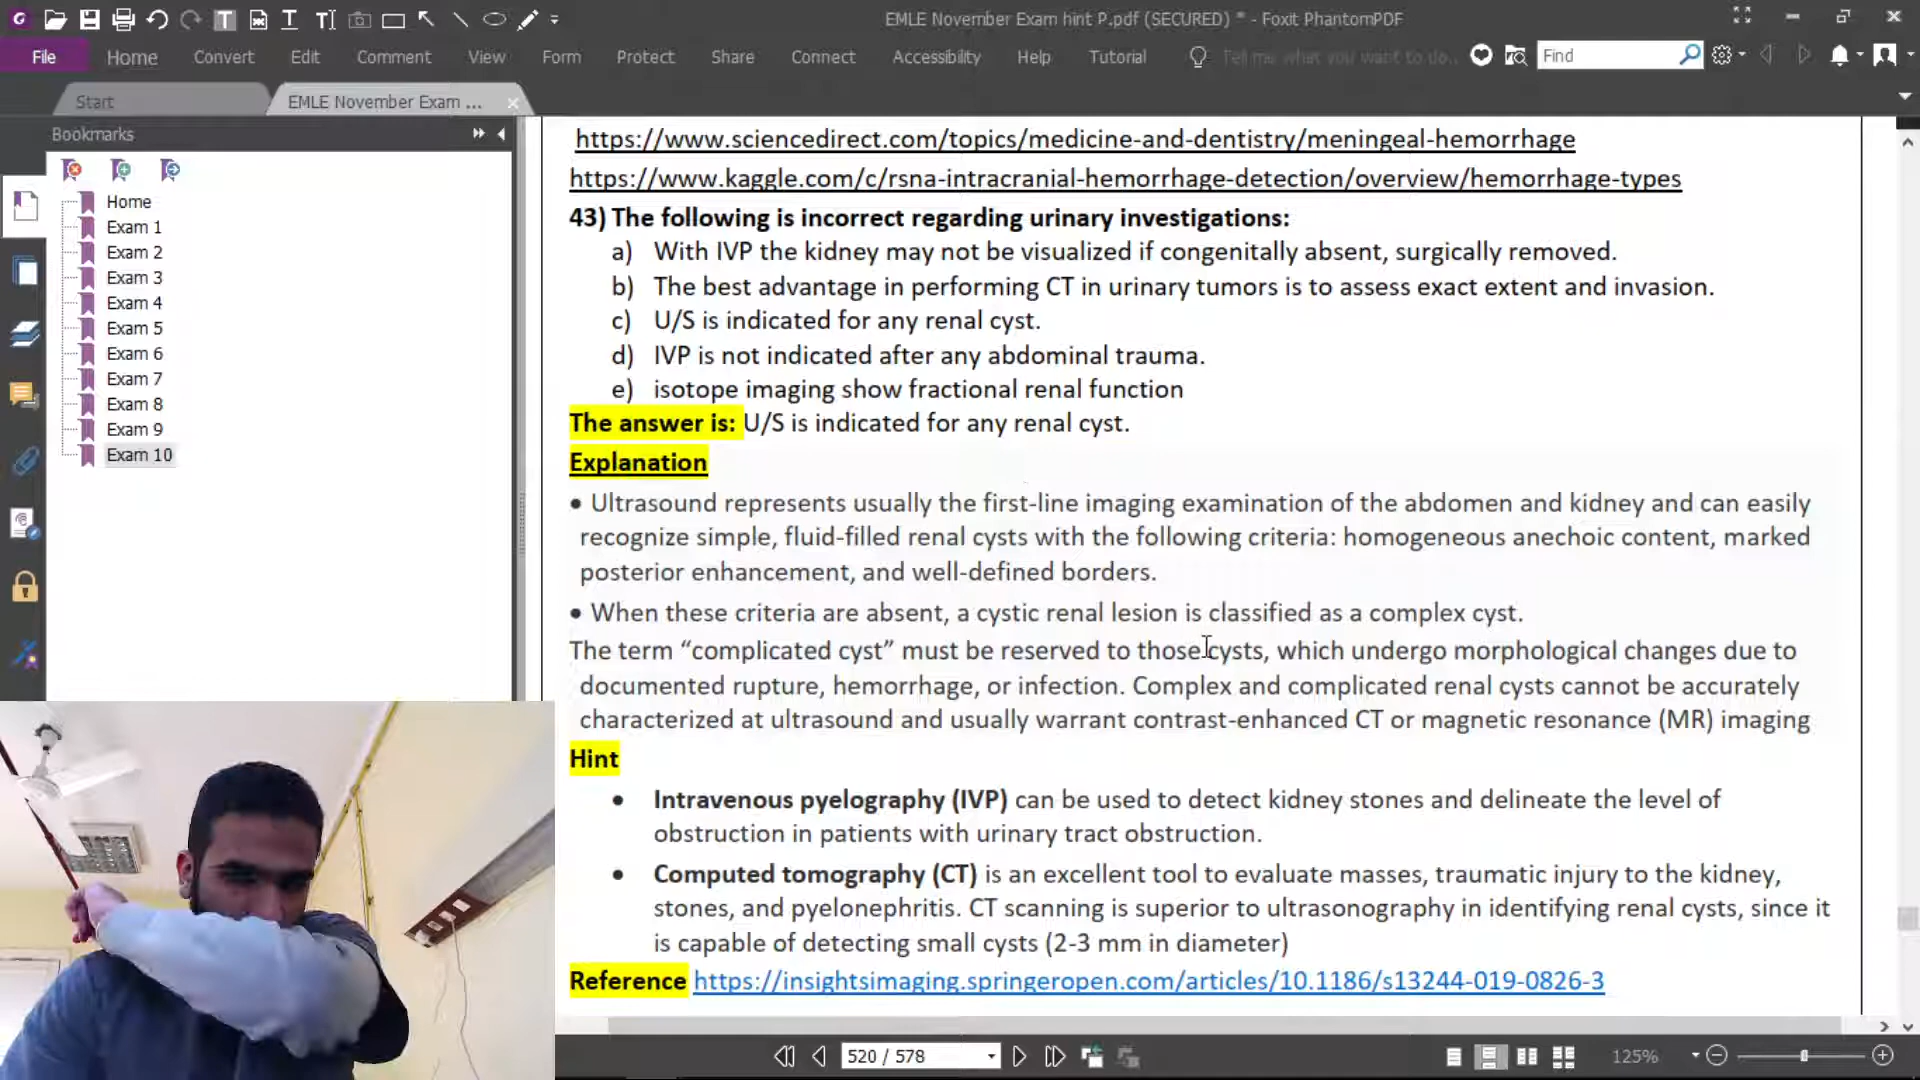 EMLE November Exam hint P.pdf (SECURED) * - Foxit PhantomPDF
File Home Convert Edit Comment View Form Protect Share Connect Accessibility Help Tutorial Tell me what you want to do.. Find
Start EMLE November Exam ...
Bookmarks
Home
Exam 1
Exam 2
Exam 3
Exam 4
Exam 5
Exam 6
Exam 7
Exam 8
Exam 9
Exam 10
https://www.sciencedirect.com/topics/medicine-and-dentistry/meningeal-hemorrhage
https://www.kaggle.com/c/rsna-intracranial-hemorrhage-detection/overview/hemorrhage-types
43) The following is incorrect regarding urinary investigations:
a) With IVP the kidney may not be visualized if congenitally absent, surgically removed.
b) The best advantage in performing CT in urinary tumors is to assess exact extent and invasion.
c) U/S is indicated for any renal cyst.
d) IVP is not indicated after any abdominal trauma.
e) isotope imaging show fractional renal function
The answer is: U/S is indicated for any renal cyst.
Explanation
• Ultrasound represents usually the first-line imaging examination of the abdomen and kidney and can easily
recognize simple, fluid-filled renal cysts with the following criteria: homogeneous anechoic content, marked
posterior enhancement, and well-defined borders.
• When these criteria are absent, a cystic renal lesion is classified as a complex cyst.
The term “complicated cyst” must be reserved to those cysts, which undergo morphological changes due to
documented rupture, hemorrhage, or infection. Complex and complicated renal cysts cannot be accurately
characterized at ultrasound and usually warrant contrast-enhanced CT or magnetic resonance (MR) imaging
Hint
• Intravenous pyelography (IVP) can be used to detect kidney stones and delineate the level of
obstruction in patients with urinary tract obstruction.
• Computed tomography (CT) is an excellent tool to evaluate masses, traumatic injury to the kidney,
stones, and pyelonephritis. CT scanning is superior to ultrasonography in identifying renal cysts, since it
is capable of detecting small cysts (2-3 mm in diameter)
Reference https://insightsimaging.springeropen.com/articles/10.1186/s13244-019-0826-3
520 / 578
125%